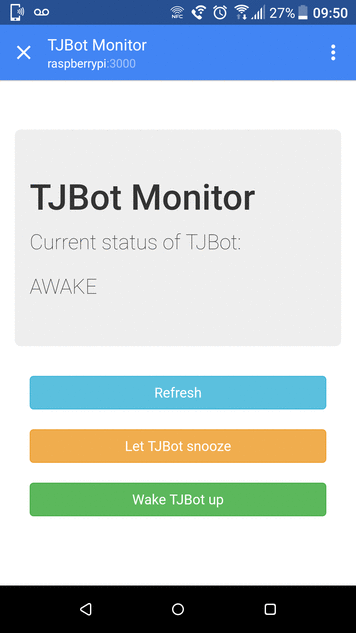 NFC 27% 09:50
TJBot Monitor
raspberrypi:3000
TJBot Monitor
Current status of TJBot:
AWAKE
Refresh
Let TJBot snooze
Wake TJBot up